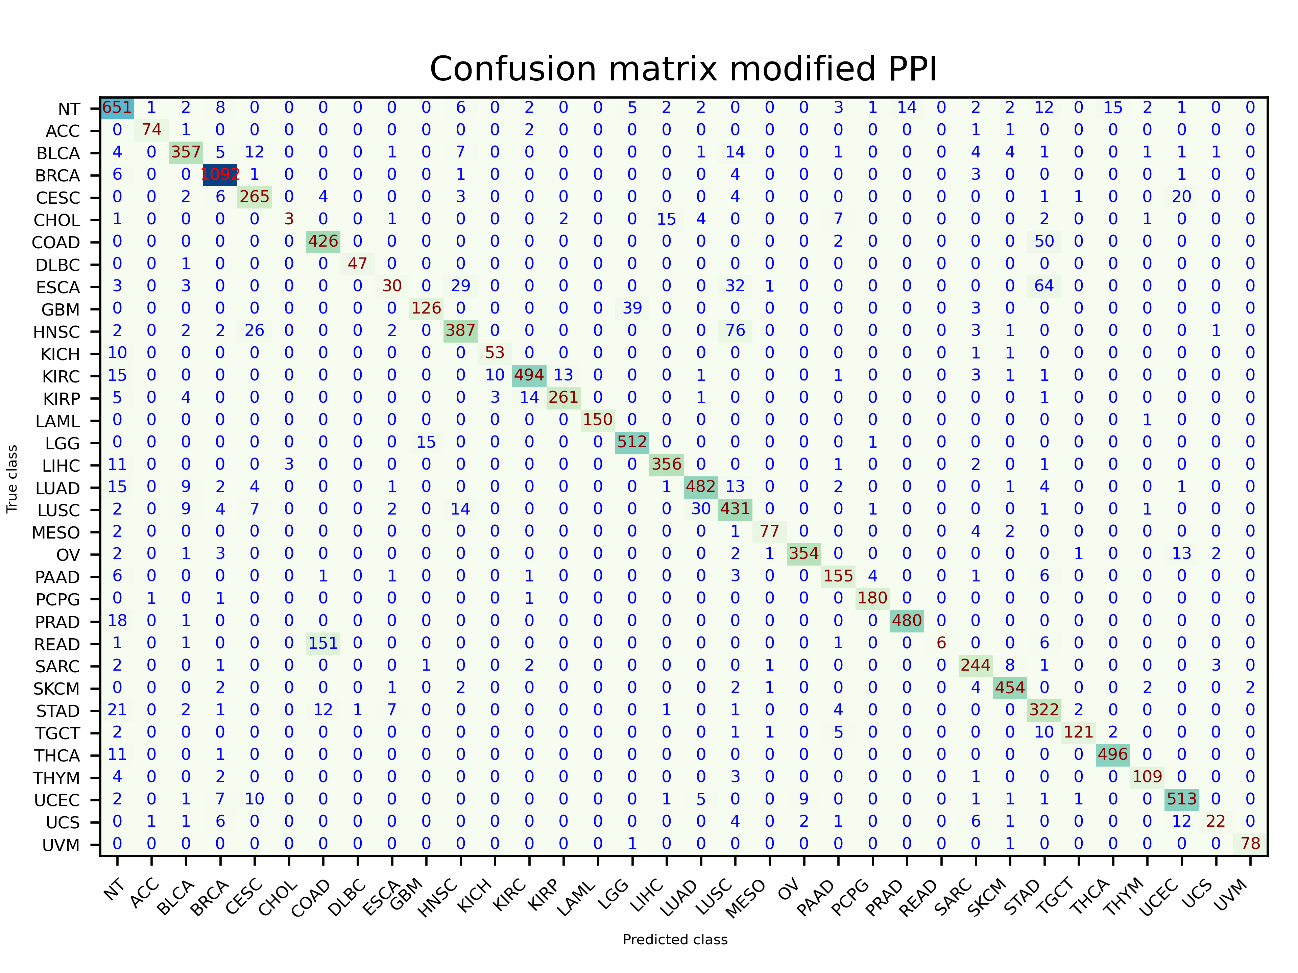 Confusion matrix modified PPI
True class
NT 651 1 2 8 0 0 0 0 0 0 6 0 2 0 0 5 2 2 0 0 0 3 1 14 0 2 2 12 0 15 2 1 0 0
ACC 0 74 1 0 0 0 0 0 0 0 0 0 2 0 0 0 0 0 0 0 0 0 0 0 0 1 1 0 0 0 0 0 0 0
BLCA 4 0 357 5 12 0 0 0 1 0 7 0 0 0 0 0 0 1 14 0 0 1 0 0 0 4 4 1 0 0 1 1 1 0
BRCA 6 0 0 1092 1 0 0 0 0 0 1 0 0 0 0 0 0 0 4 0 0 0 0 0 0 3 0 0 0 0 0 1 0 0
CESC 0 0 2 6 265 0 4 0 0 0 3 0 0 0 0 0 0 0 4 0 0 0 0 0 0 0 0 1 1 0 0 20 0 0
CHOL 1 0 0 0 0 3 0 0 1 0 0 0 0 2 0 0 15 4 0 0 0 7 0 0 0 0 0 2 0 0 1 0 0 0
COAD 0 0 0 0 0 0 426 0 0 0 0 0 0 0 0 0 0 0 0 0 0 2 0 0 0 0 0 50 0 0 0 0 0 0
DLBC 0 0 1 0 0 0 0 47 0 0 0 0 0 0 0 0 0 0 0 0 0 0 0 0 0 0 0 0 0 0 0 0 0 0
ESCA 3 0 3 0 0 0 0 0 30 0 29 0 0 0 0 0 0 0 32 1 0 0 0 0 0 0 0 64 0 0 0 0 0 0
GBM 0 0 0 0 0 0 0 0 0 126 0 0 0 0 0 39 0 0 0 0 0 0 0 0 0 3 0 0 0 0 0 0 0 0
HNSC 2 0 2 2 26 0 0 0 2 0 387 0 0 0 0 0 0 0 76 0 0 0 0 0 0 3 1 0 0 0 0 0 1 0
KICH 10 0 0 0 0 0 0 0 0 0 0 53 0 0 0 0 0 0 0 0 0 0 0 0 0 1 1 0 0 0 0 0 0 0
KIRC 15 0 0 0 0 0 0 0 0 0 0 10 494 13 0 0 0 1 0 0 0 1 0 0 0 3 1 1 0 0 0 0 0 0
KIRP 5 0 4 0 0 0 0 0 0 0 0 3 14 261 0 0 0 1 0 0 0 0 0 0 0 0 0 1 0 0 0 0 0 0
LAML 0 0 0 0 0 0 0 0 0 0 0 0 0 0 150 0 0 0 0 0 0 0 0 0 0 0 0 0 0 0 1 0 0 0
LGG 0 0 0 0 0 0 0 0 0 15 0 0 0 0 0 512 0 0 0 0 0 0 1 0 0 0 0 0 0 0 0 0 0 0
LIHC 11 0 0 0 0 3 0 0 0 0 0 0 0 0 0 0 356 0 0 0 0 1 0 0 0 2 0 1 0 0 0 0 0 0
LUAD 15 0 9 2 4 0 0 0 1 0 0 0 0 0 0 0 1 482 13 0 0 2 0 0 0 0 1 4 0 0 0 1 0 0
LUSC 2 0 9 4 7 0 0 0 2 0 14 0 0 0 0 0 0 30 431 0 0 0 1 0 0 0 0 1 0 0 1 0 0 0
MESO 2 0 0 0 0 0 0 0 0 0 0 0 0 0 0 0 0 0 1 77 0 0 0 0 0 4 2 0 0 0 0 0 0 0
OV 2 0 1 3 0 0 0 0 0 0 0 0 0 0 0 0 0 0 2 1 354 0 0 0 0 0 0 0 1 0 0 13 2 0
PAAD 6 0 0 0 0 0 1 0 1 0 0 0 1 0 0 0 0 0 3 0 0 155 4 0 0 1 0 6 0 0 0 0 0 0
PCPG 0 1 0 1 0 0 0 0 0 0 0 0 1 0 0 0 0 0 0 0 0 0 180 0 0 0 0 0 0 0 0 0 0 0
PRAD 18 0 1 0 0 0 0 0 0 0 0 0 0 0 0 0 0 0 0 0 0 0 0 480 0 0 0 0 0 0 0 0 0 0
READ 1 0 1 0 0 0 151 0 0 0 0 0 0 0 0 0 0 0 0 0 0 1 0 0 6 0 0 6 0 0 0 0 0 0
SARC 2 0 0 1 0 0 0 0 0 1 0 0 2 0 0 0 0 0 0 1 0 0 0 0 0 244 8 1 0 0 0 0 3 0
SKCM 0 0 0 2 0 0 0 0 1 0 2 0 0 0 0 0 0 0 2 1 0 0 0 0 0 4 454 0 0 0 2 0 0 2
STAD 21 0 2 1 0 0 12 1 7 0 0 0 0 0 0 0 1 0 1 0 0 4 0 0 0 0 0 322 2 0 0 0 0 0
TGCT 2 0 0 0 0 0 0 0 0 0 0 0 0 0 0 0 0 0 1 1 0 5 0 0 0 0 0 10 121 2 0 0 0 0
THCA 11 0 0 1 0 0 0 0 0 0 0 0 0 0 0 0 0 0 0 0 0 0 0 0 0 0 0 0 0 496 0 0 0 0
THYM 4 0 0 2 0 0 0 0 0 0 0 0 0 0 0 0 0 0 3 0 0 0 0 0 0 1 0 0 0 0 109 0 0 0
UCEC 2 0 1 7 10 0 0 0 0 0 0 0 0 0 0 0 1 5 0 0 9 0 0 0 0 1 1 1 1 0 0 513 0 0
UCS 0 1 1 6 0 0 0 0 0 0 0 0 0 0 0 0 0 0 4 0 2 1 0 0 0 6 1 0 0 0 0 12 22 0
UVM 0 0 0 0 0 0 0 0 0 0 0 0 0 0 0 1 0 0 0 0 0 0 0 0 0 0 1 0 0 0 0 0 0 78
NT ACC BLCA BRCA CESC CHOL COAD DLBC ESCA GBM HNSC KICH KIRC KIRP LAML LGG LIHC LUAD LUSC MESO OV PAAD PCPG PRAD READ SARC SKCM STAD TGCT THCA THYM UCEC UCS UVM
Predicted class